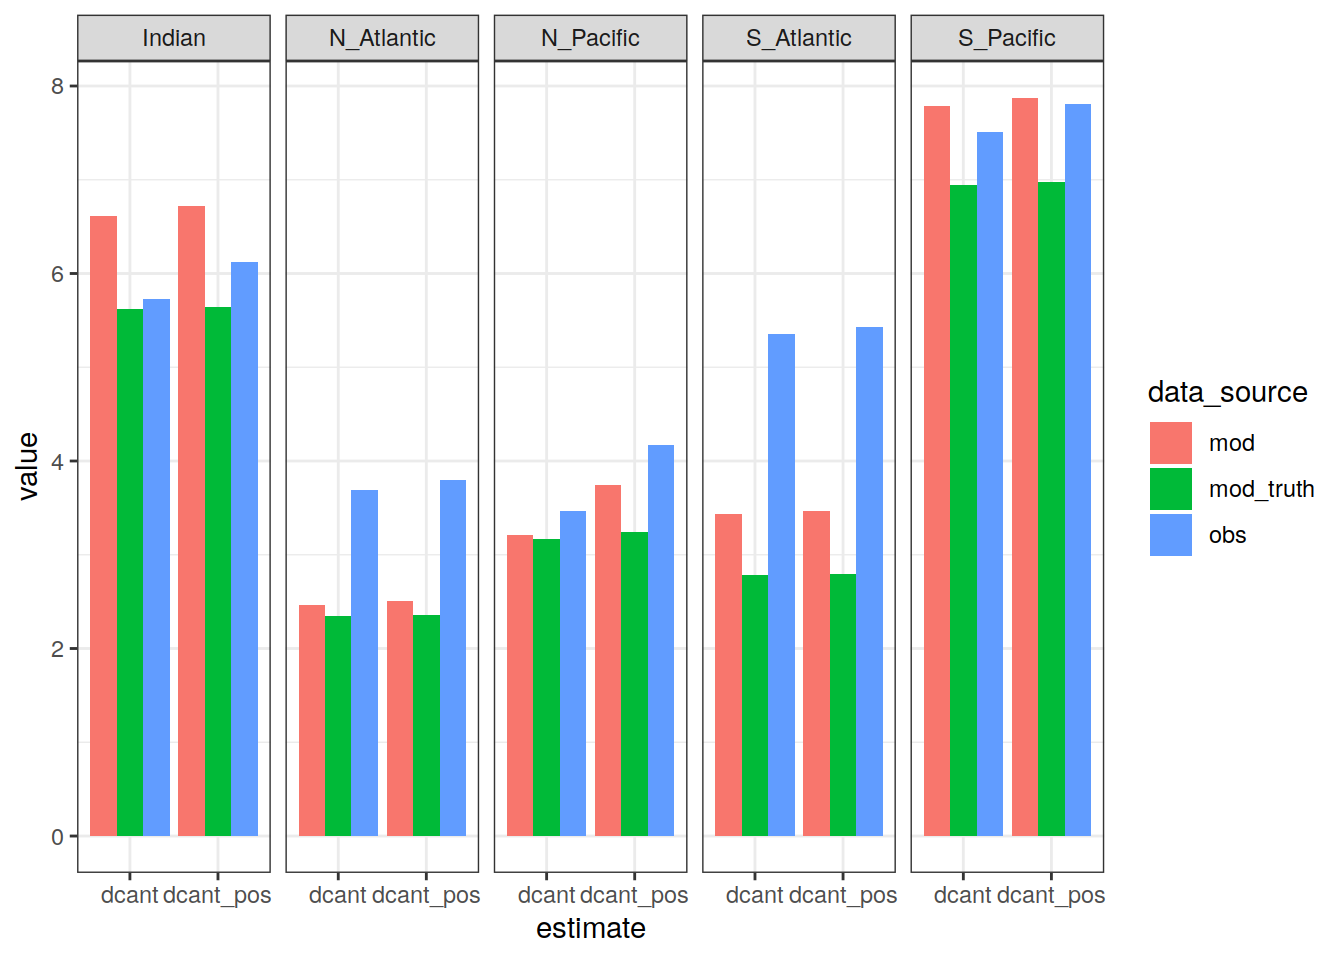 Indian N_Atlantic N_Pacific S_Atlantic S_Pacific
8
6
4
2
0
value
dcant dcant_pos dcant dcant_pos dcant dcant_pos dcant dcant_pos dcant dcant_pos
estimate
data_source
mod
mod_truth
obs